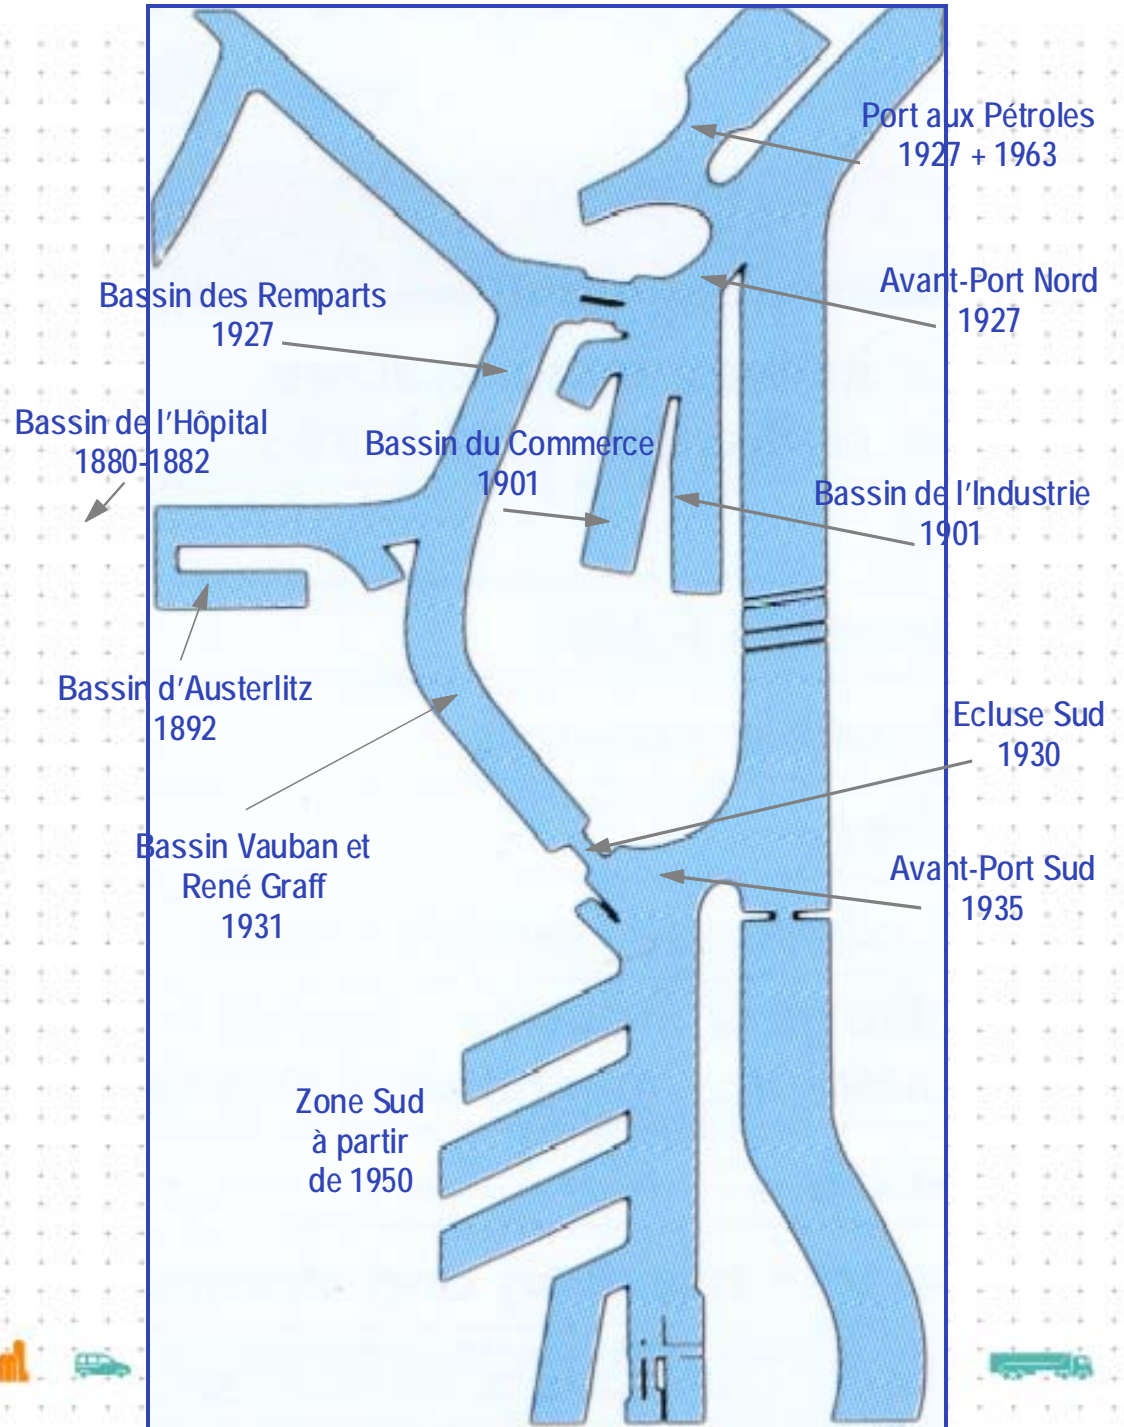 Port aux Pétroles
1927 + 1963
Bassin des Remparts
1927
Avant-Port Nord
1927
Bassin de l'Hôpital
1880-1882
Bassin du Commerce
1901
Bassin de l'Industrie
1901
Bassin d'Austerlitz
1892
Ecluse Sud
1930
Bassin Vauban et
René Graff
1931
Avant-Port Sud
1935
Zone Sud
à partir
de 1950